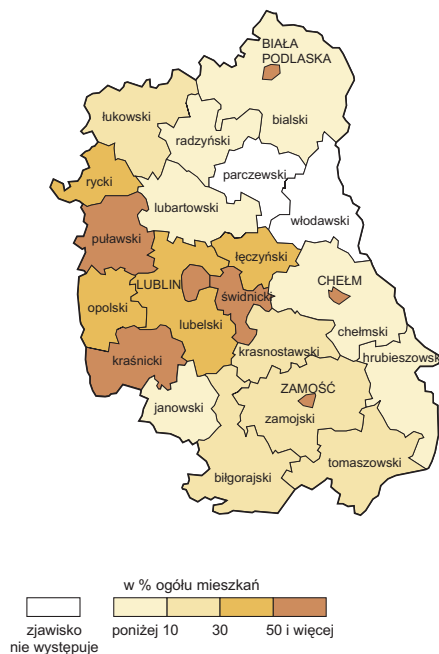 BIAŁA
PODLASKA
łukowski
bialski
radzyński
parczewski
rycki
lubartowski
włodawski
puławski
łęczyński
LUBLIN
CHEŁM
świdnicki
opolski
lubelski
chełmski
krasnostawski
hrubieszowski
kraśnicki
ZAMOŚĆ
janowski
zamojski
tomaszowski
biłgorajski
w % ogółu mieszkań
zjawisko
nie występuje
poniżej 10 30 50 i więcej